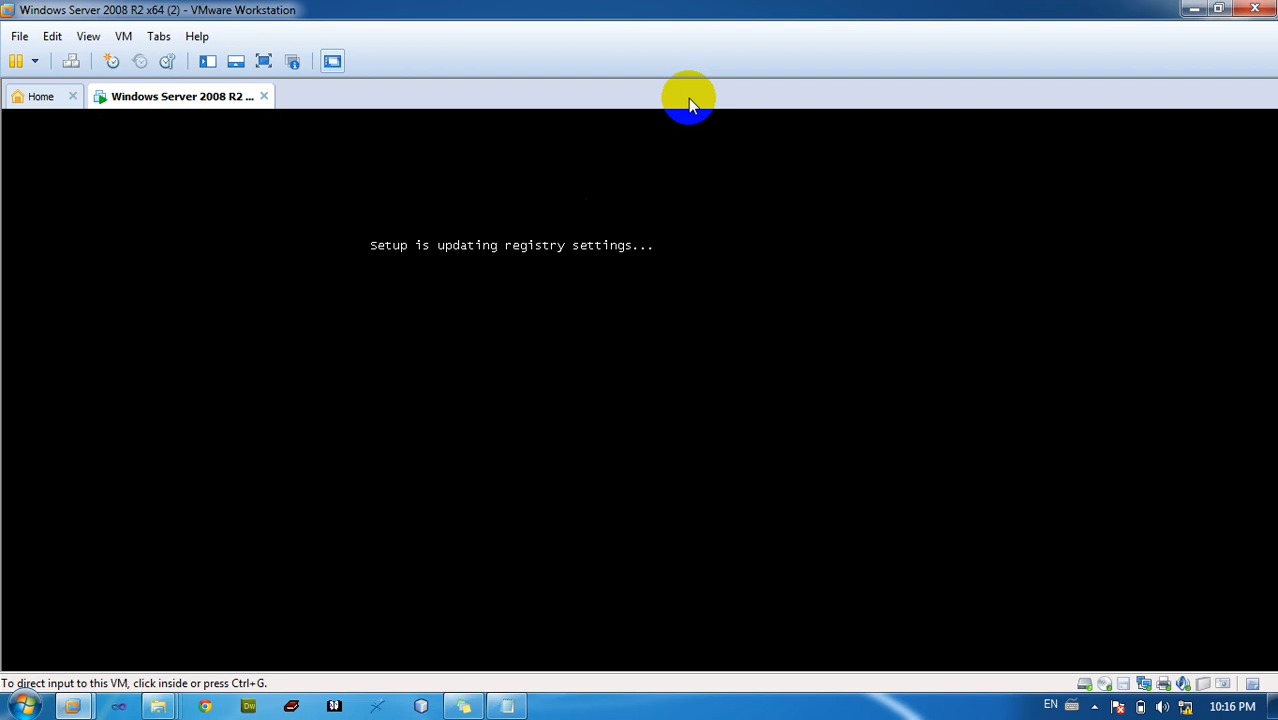 Windows Server 2008 R2 x64 (2) - VMware Workstation
File Edit View VM Tabs Help
Home Windows Server 2008 R2 ...
Setup is updating registry settings...
To direct input to this VM, click inside or press Ctrl+G.
Dw EN 10:16 PM